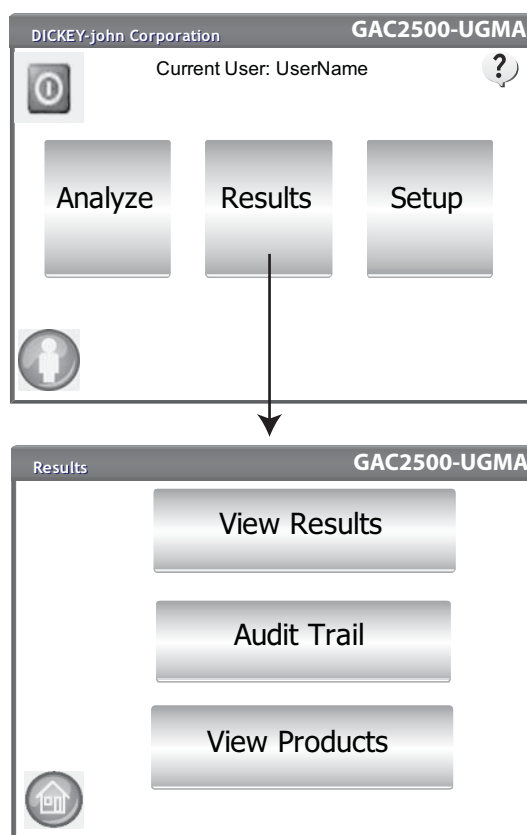 DICKEY-john Corporation GAC2500-UGMA
Current User: UserName ?
Analyze Results Setup
Results GAC2500-UGMA
View Results
Audit Trail
View Products